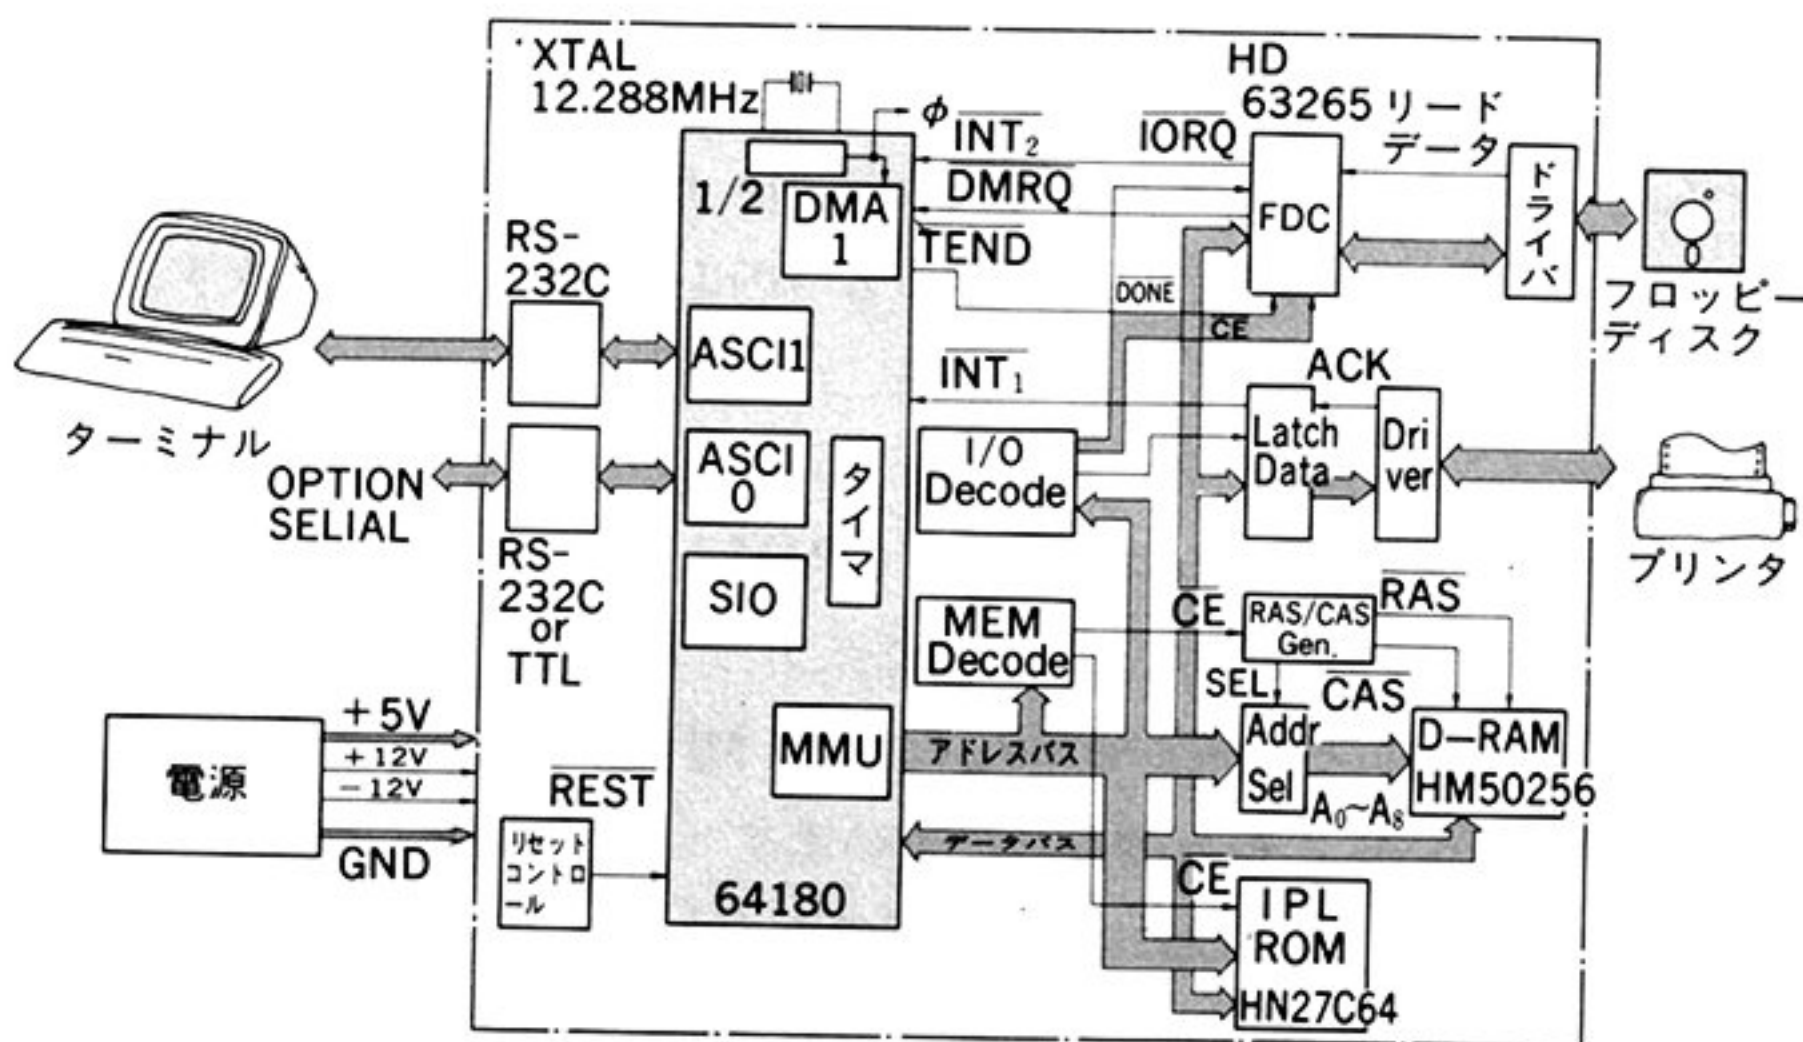 XTAL
12.288MHz
φ
1/2
DMA
1
INT₂
DMRQ
TEND
IORQ
DONE
CE
HD
63265
FDC
リード
データ
ドライバ
フロッピー
ディスク
RS-
232C
ASCI1
ターミナル
OPTION
SELIAL
RS-
232C
or
TTL
ASCI
0
タイマ
SIO
MMU
64180
INT₁
I/O
Decode
ACK
Latch
Data
Dri
ver
プリンタ
MEM
Decode
CE
RAS/CAS
Gen.
RAS
CAS
SEL
Addr
Sel
A₀~A₈
D-RAM
HM50256
アドレスバス
データバス
CE
IPL
ROM
HN27C64
電源
+5V
+12V
-12V
GND
REST
リセット
コントロ
ール